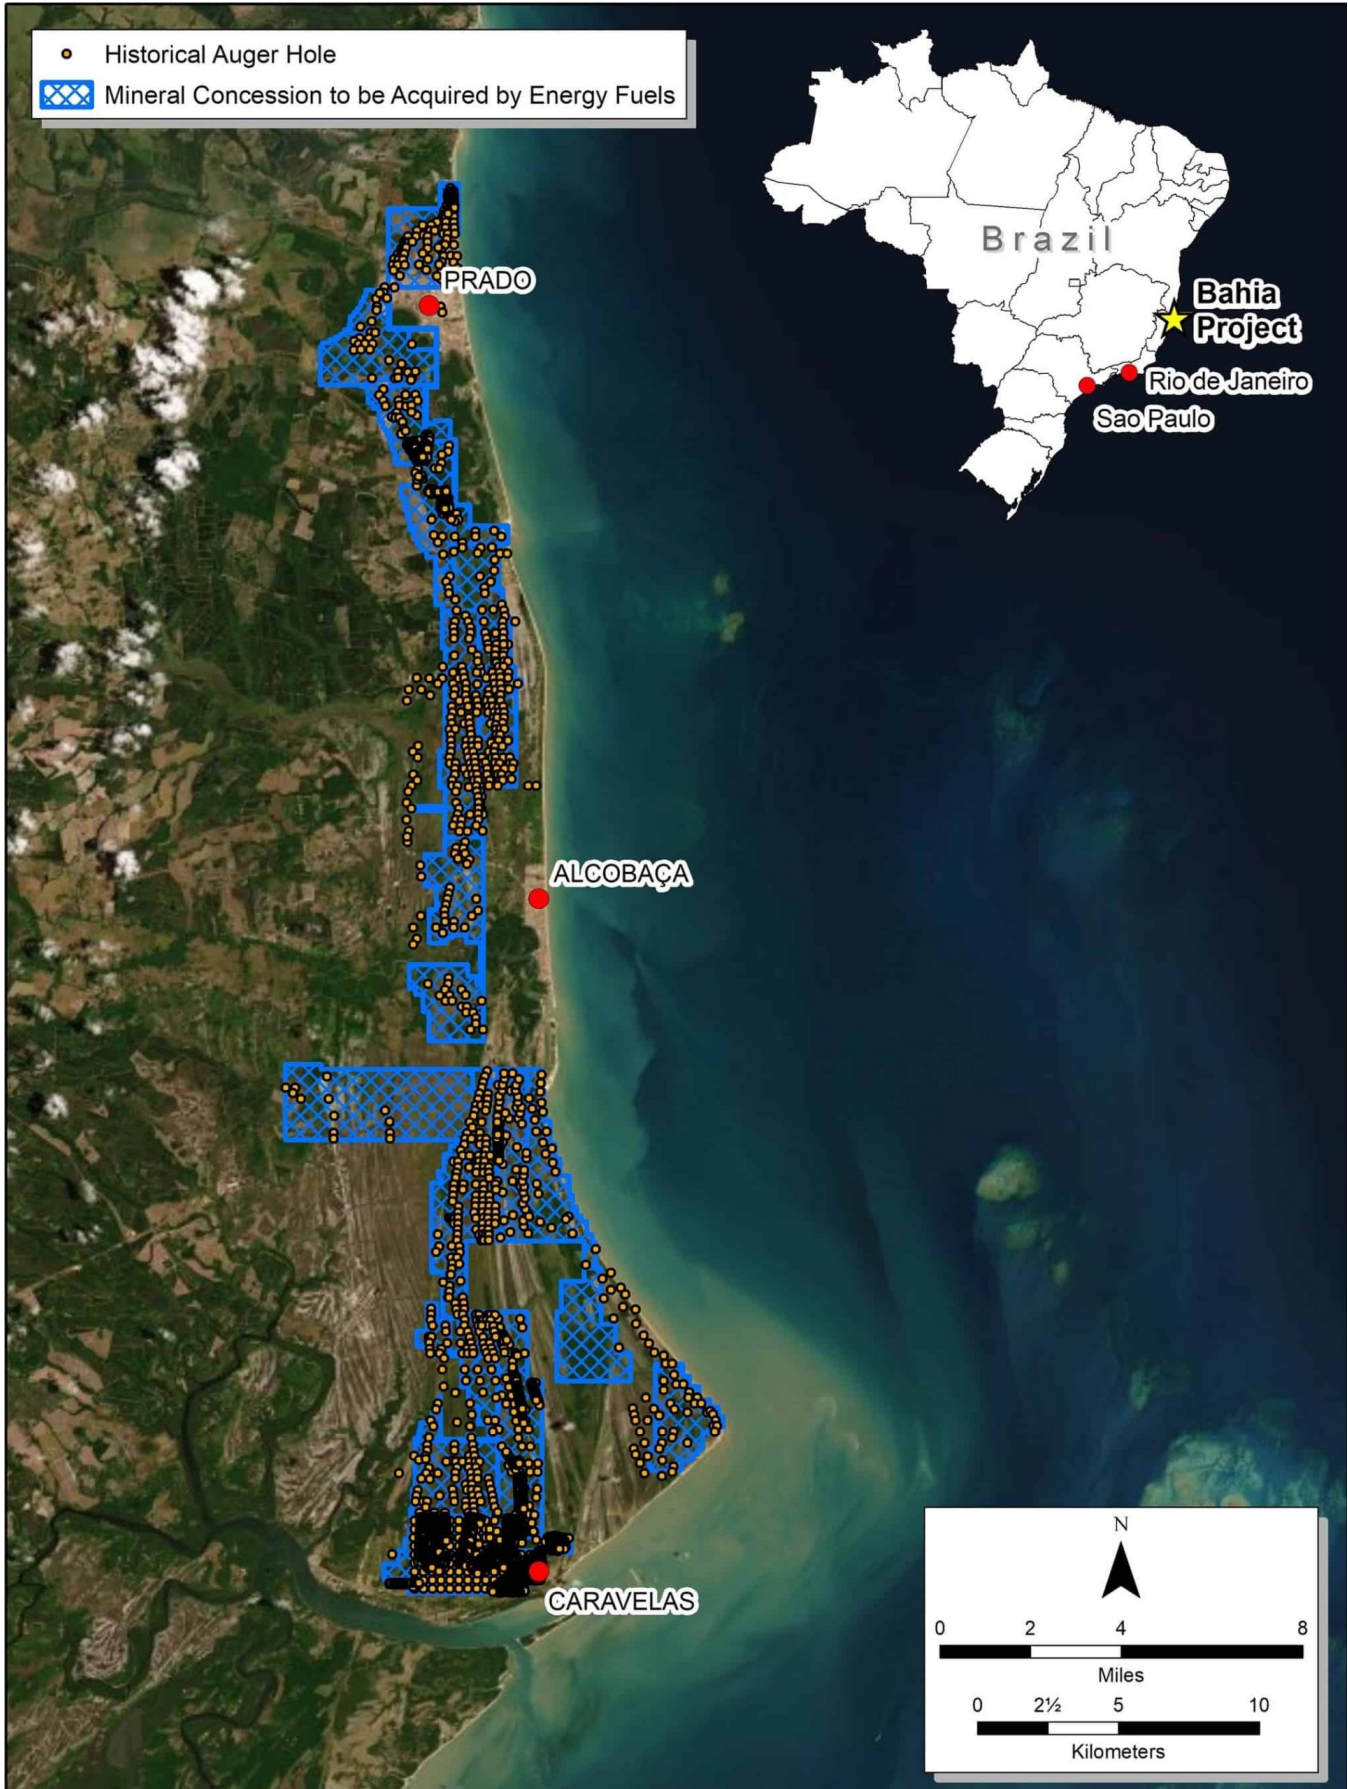 Historical Auger Hole
Mineral Concession to be Acquired by Energy Fuels
Brazil
Bahia
Project
Rio de Janeiro
Sao Paulo
PRADO
ALCOBAÇA
CARAVELAS
N
0 2 4 8
Miles
0 2½ 5 10
Kilometers